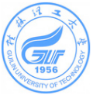 桂林理工大学
GUT
1956
GUILIN UNIVERSITY OF TECHNOLOGY